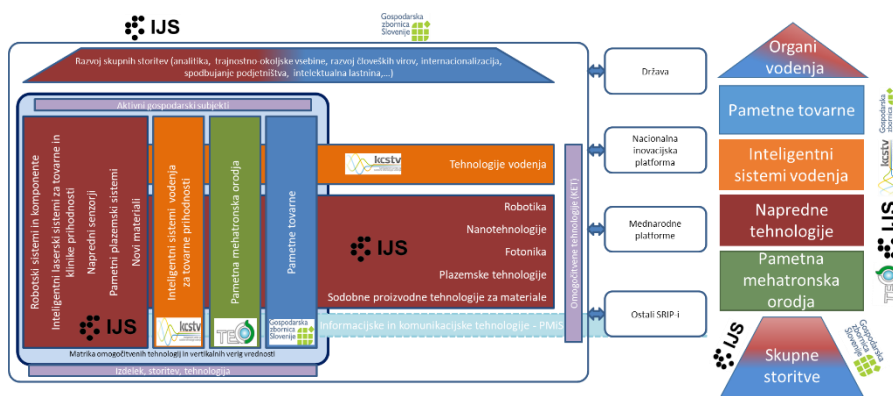 IJS
Gospodarska
zbornica
Slovenije
Razvoj skupnih storitev (analitika, trajnostno-okoljske vsebine, razvoj človeških virov, internacionalizacija,
spodbujanje podjetništva, intelektualna lastnina,...)
Aktivni gospodarski subjekti
Robotski sistemi in komponente
Inteligentni laserski sistemi za tovarne in
klinike prihodnosti
Napredni senzorji
Pametni plazemski sistemi
Novi materiali
IJS
Inteligentni sistemi vodenja
za tovarne prihodnosti
kcstv
Pametna mehatronska orodja
TECO
Pametne tovarne
Gospodarska
zbornica
Slovenije
Matrika omogočitvenih tehnologij in vertikalnih verig vrednosti
Izdelek, storitev, tehnologija
kcstv
Tehnologije vodenja
IJS
Robotika
Nanotehnologije
Fotonika
Plazemske tehnologije
Sodobne proizvodne tehnologije za materiale
Informacijske in komunikacijske tehnologije - PMiS
Omogočitvene tehnologije (KET)
Država
Nacionalna
inovacijska
platforma
Mednarodne
platforme
Ostali SRIP-i
Organi
vodenja
Pametne tovarne
Gospodarska
zbornica
Slovenije
Inteligentni
sistemi vodenja
kcstv
Napredne
tehnologije
IJS
Pametna
mehatronska
orodja
TECO
Skupne
storitve
IJS
Gospodarska
zbornica
Slovenije